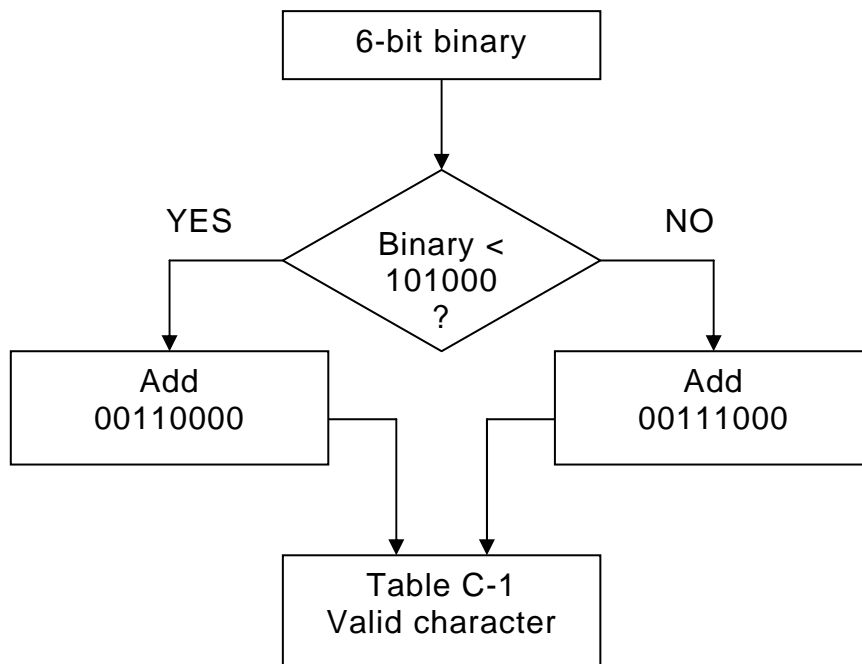 6-bit binary
YES
NO
Binary <
101000
?
Add
00110000
Add
00111000
Table C-1
Valid character